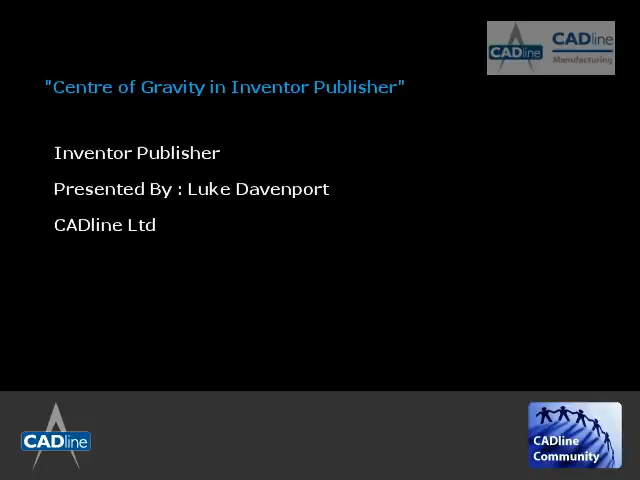 CADline
CADline
Manufacturing
"Centre of Gravity in Inventor Publisher"
Inventor Publisher
Presented By : Luke Davenport
CADline Ltd
CADline
CADline
Community